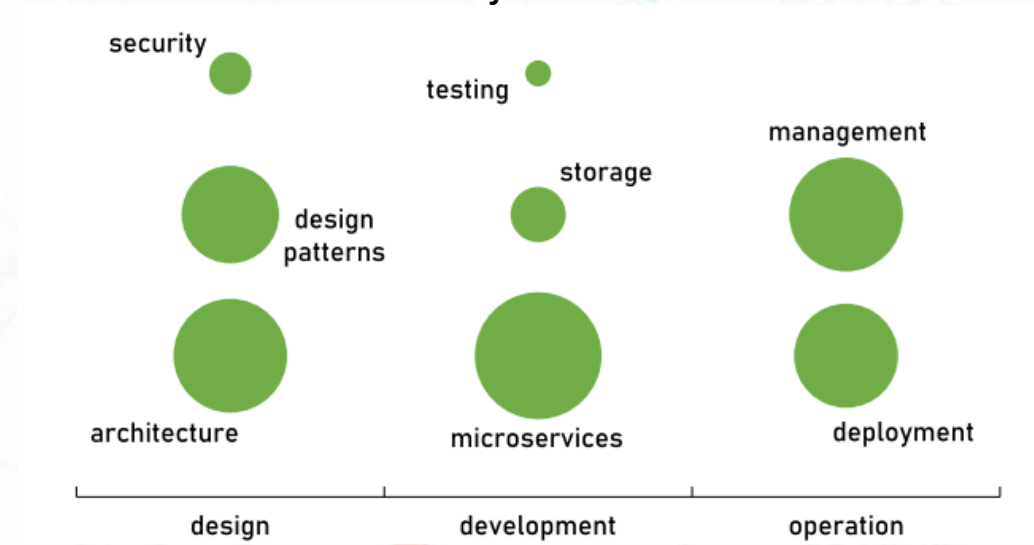 security
testing
management
storage
design
patterns
architecture
microservices
deployment
design
development
operation